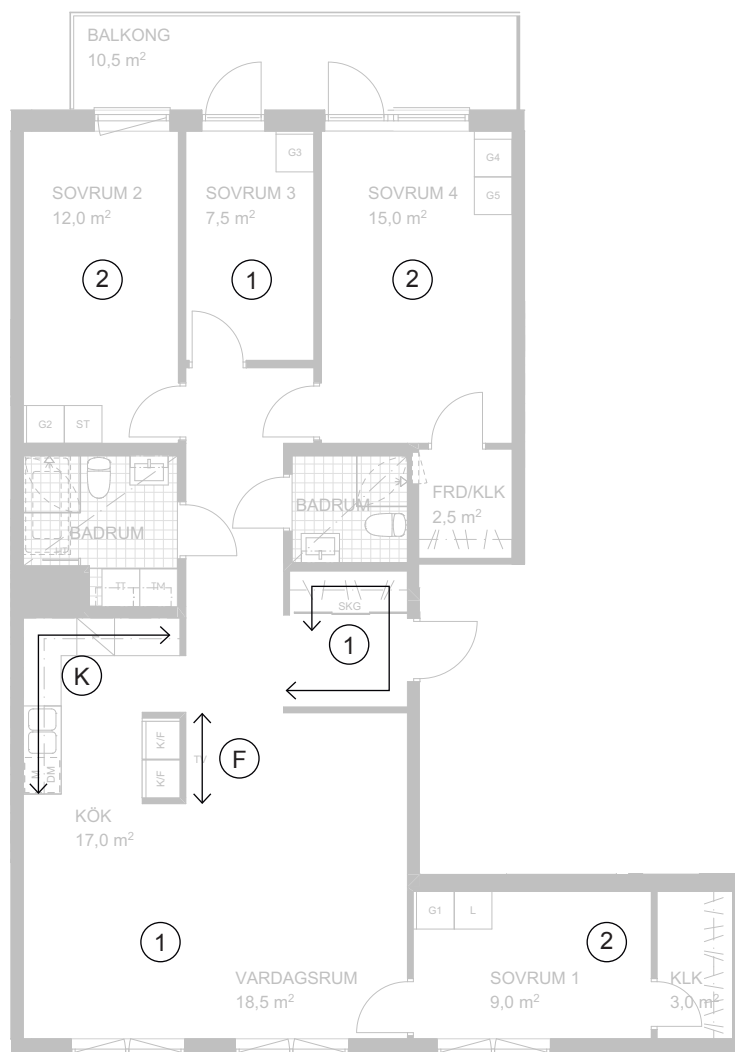 BALKONG
10,5 m²
G3
G4
SOVRUM 2
12,0 m²
SOVRUM 3
7,5 m²
SOVRUM 4
15,0 m²
G5
2
1
2
G2 ST
BADRUM
BADRUM
FRD/KLK
2,5 m²
TT TM
SKG
1
K
K/F
TV
F
K/F
M
DM
KÖK
17,0 m²
G1 L
1
2
VARDAGSRUM
18,5 m²
SOVRUM 1
9,0 m²
KLK
3,0 m²